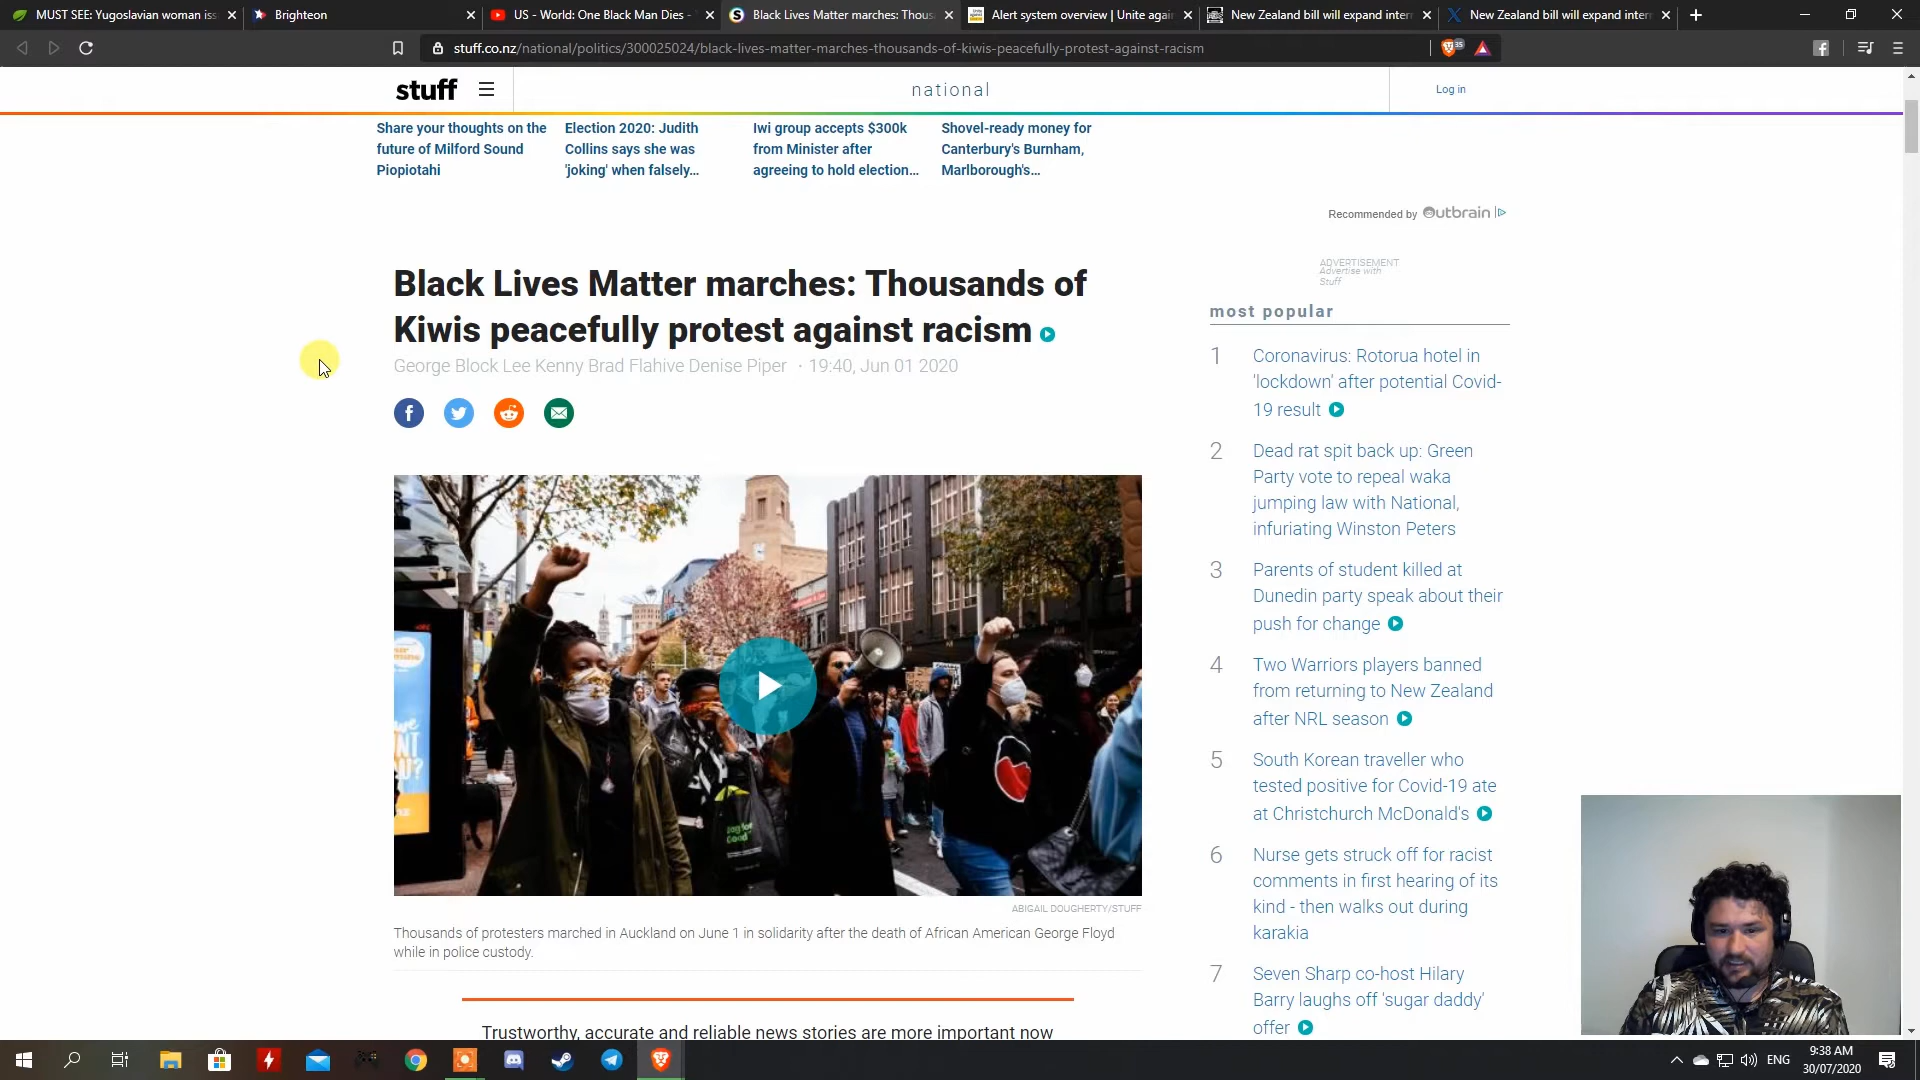 MUST SEE: Yugoslavian woman is
Brighteon
US - World: One Black Man Dies -
Black Lives Matter marches: Thous
Alert system overview | Unite agai
New Zealand bill will expand inter
New Zealand bill will expand inter
stuff.co.nz/national/politics/300025024/black-lives-matter-marches-thousands-of-kiwis-peacefully-protest-against-racism
35
stuff
national
Log in
Share your thoughts on the
future of Milford Sound
Piopiotahi
Election 2020: Judith
Collins says she was
'joking' when falsely...
Iwi group accepts $300k
from Minister after
agreeing to hold election...
Shovel-ready money for
Canterbury's Burnham,
Marlborough's...
Recommended by Outbrain
Black Lives Matter marches: Thousands of
Kiwis peacefully protest against racism
George Block Lee Kenny Brad Flahive Denise Piper · 19:40, Jun 01 2020
ADVERTISEMENT
Advertise with
Stuff
most popular
1 Coronavirus: Rotorua hotel in
'lockdown' after potential Covid-
19 result
2 Dead rat spit back up: Green
Party vote to repeal waka
jumping law with National,
infuriating Winston Peters
3 Parents of student killed at
Dunedin party speak about their
push for change
4 Two Warriors players banned
from returning to New Zealand
after NRL season
5 South Korean traveller who
tested positive for Covid-19 ate
at Christchurch McDonald's
6 Nurse gets struck off for racist
comments in first hearing of its
kind - then walks out during
karakia
7 Seven Sharp co-host Hilary
Barry laughs off 'sugar daddy'
offer
ABIGAIL DOUGHERTY/STUFF
Thousands of protesters marched in Auckland on June 1 in solidarity after the death of African American George Floyd
while in police custody.
Trustworthy, accurate and reliable news stories are more important now
ENG
9:38 AM
30/07/2020